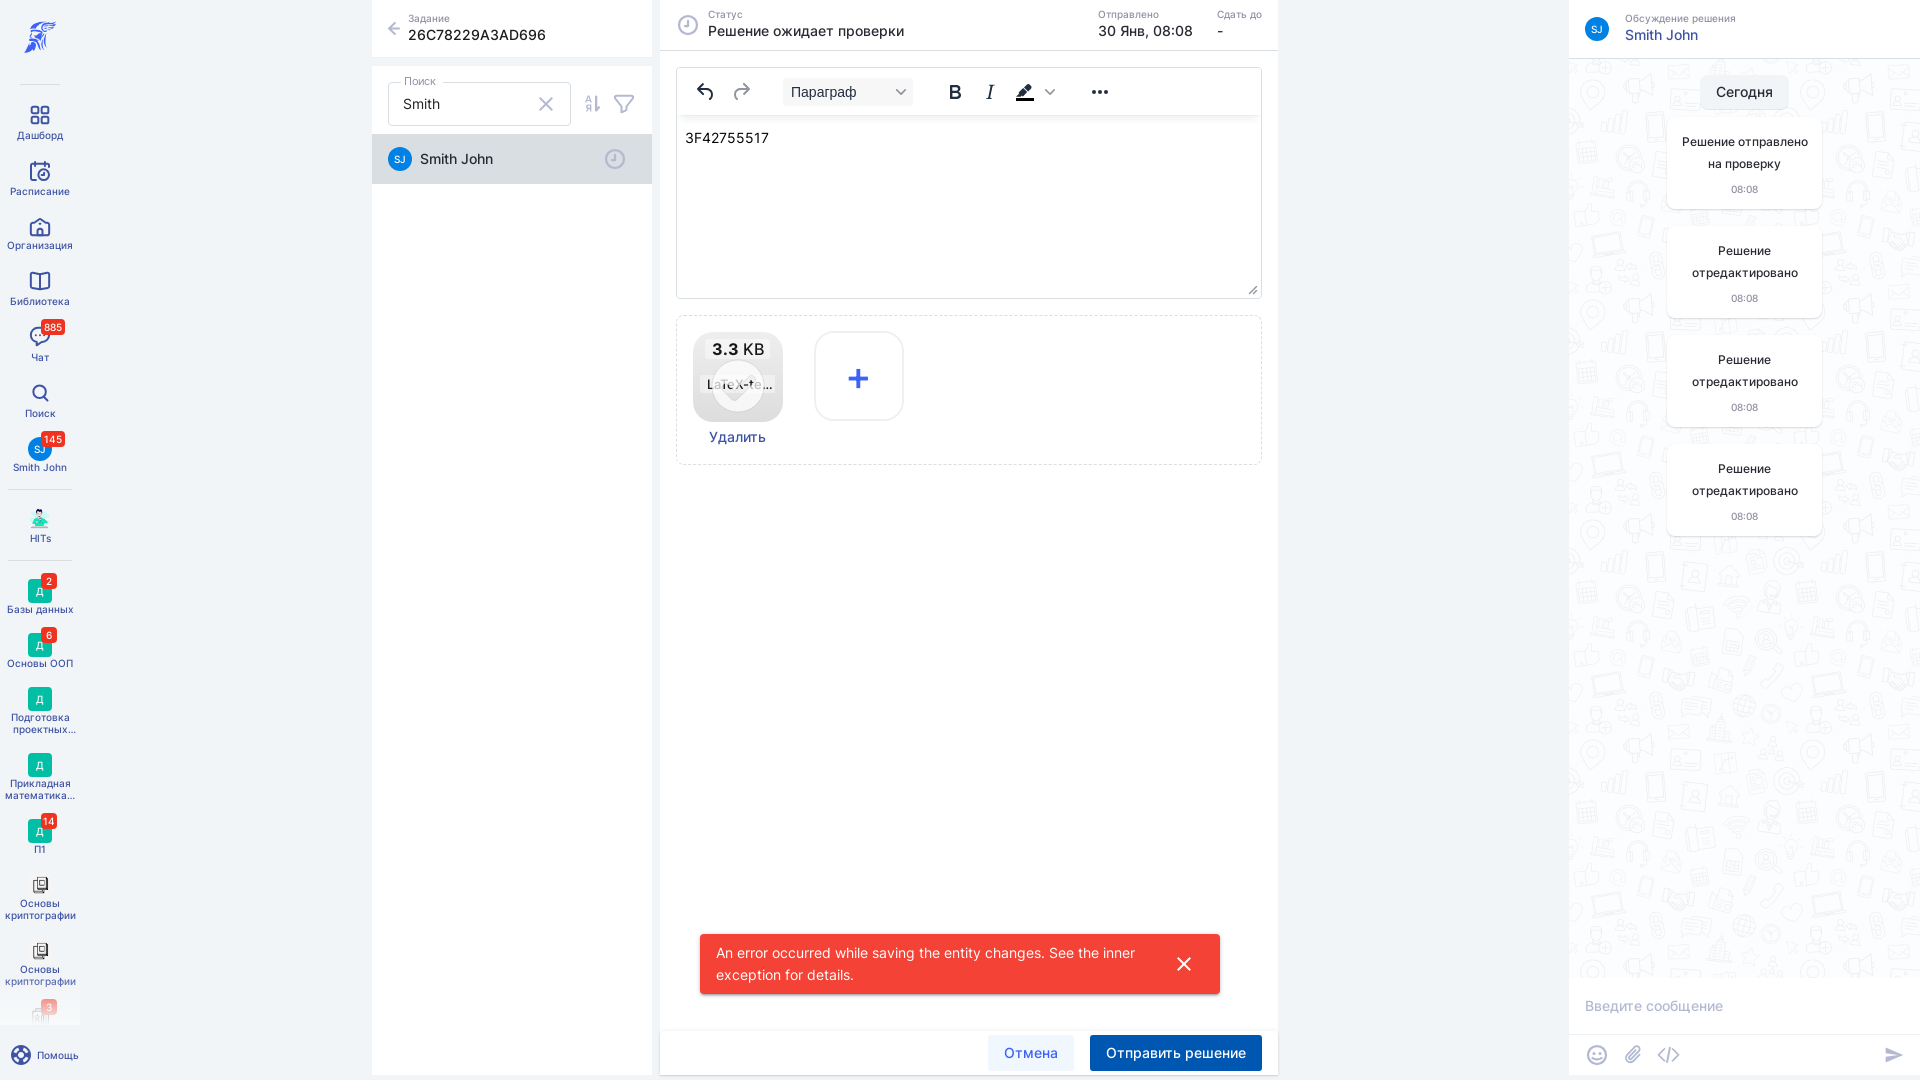 Дашборд
Расписание
Организация
Библиотека
885
Чат
Поиск
SJ
145
Smith John
HITs
Д
2
Базы данных
Д
6
Основы ООП
Д
Подготовка
проектных...
Д
Прикладная
математика...
Д
14
П1
Основы
криптографии
Основы
криптографии
3
Помощь
Задание
26C78229A3AD696
Поиск
Smith
SJ
Smith John
Статус
Решение ожидает проверки
Отправлено
30 Янв, 08:08
Сдать до
-
Параграф
3F42755517
3.3 KB
LaTeX-te...
Удалить
An error occurred while saving the entity changes. See the inner
exception for details.
Отмена
Отправить решение
SJ
Обсуждение решения
Smith John
Сегодня
Решение отправлено
на проверку
08:08
Решение
отредактировано
08:08
Решение
отредактировано
08:08
Решение
отредактировано
08:08
Введите сообщение